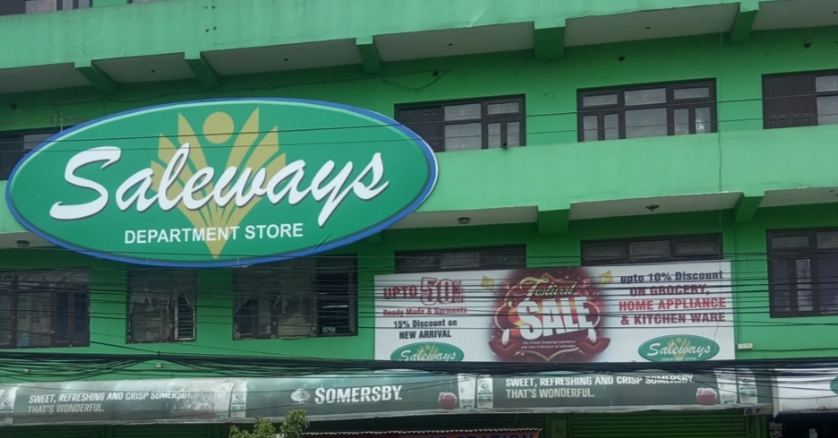 Saleways
DEPARTMENT STORE
UPTO 50%
Ready Made & Garments
15% Discount on
NEW ARRIVAL
Saleways
Festival
SALE
upto 10% Discount
ON GROCERY,
HOME APPLIANCE
& KITCHEN WARE
Saleways
SWEET, REFRESHING AND CRISP SOMERSBY.
THAT'S WONDERFUL.
SOMERSBY.
SWEET, REFRESHING AND CRISP SOMERSBY.
THAT'S WONDERFUL.